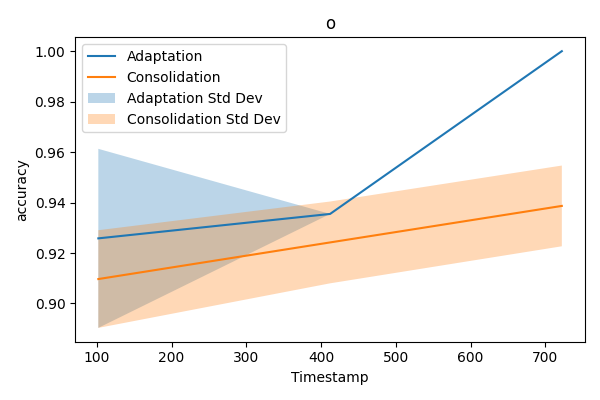 o
1.00
0.98
0.96
0.94
0.92
0.90
accuracy
Adaptation
Consolidation
Adaptation Std Dev
Consolidation Std Dev
100 200 300 400 500 600 700
Timestamp